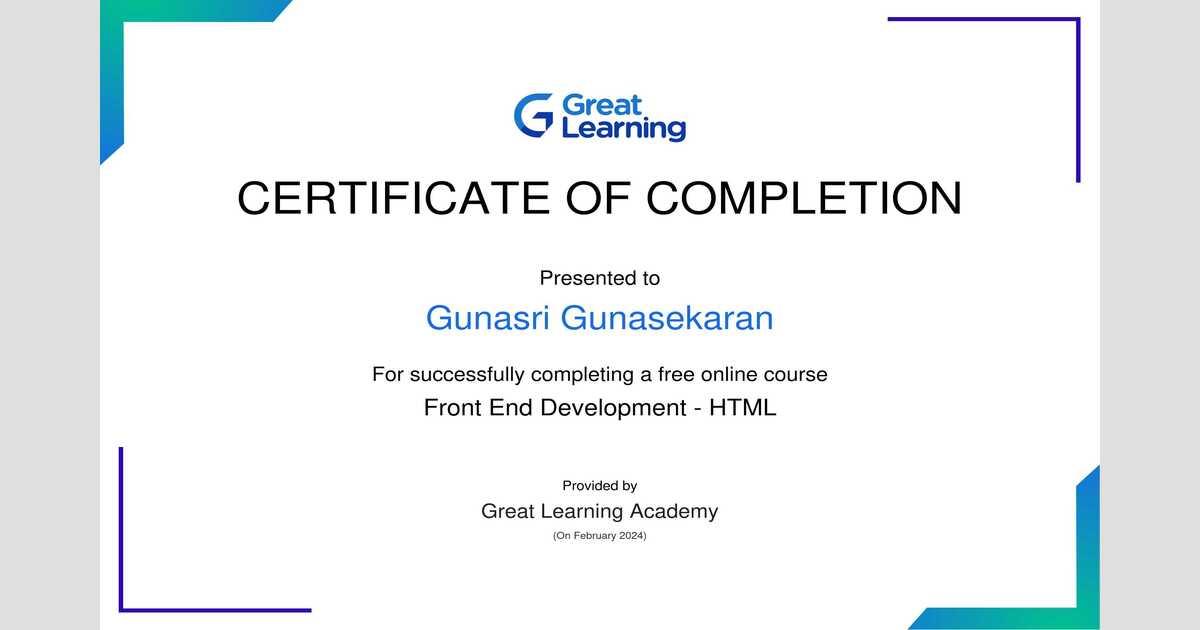 Great
Learning
CERTIFICATE OF COMPLETION
Presented to
Gunasri Gunasekaran
For successfully completing a free online course
Front End Development - HTML
Provided by
Great Learning Academy
(On February 2024)